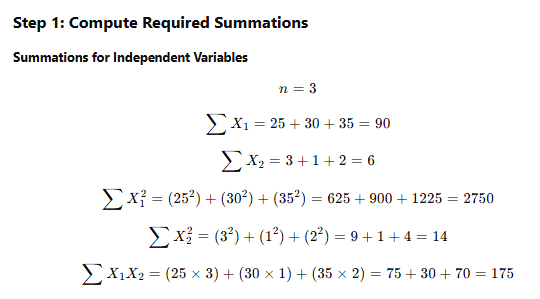 Step 1: Compute Required Summations
Summations for Independent Variables
n = 3
∑ X₁ = 25 + 30 + 35 = 90
∑ X₂ = 3 + 1 + 2 = 6
∑ X₁² = (25²) + (30²) + (35²) = 625 + 900 + 1225 = 2750
∑ X₂² = (3²) + (1²) + (2²) = 9 + 1 + 4 = 14
∑ X₁X₂ = (25 × 3) + (30 × 1) + (35 × 2) = 75 + 30 + 70 = 175